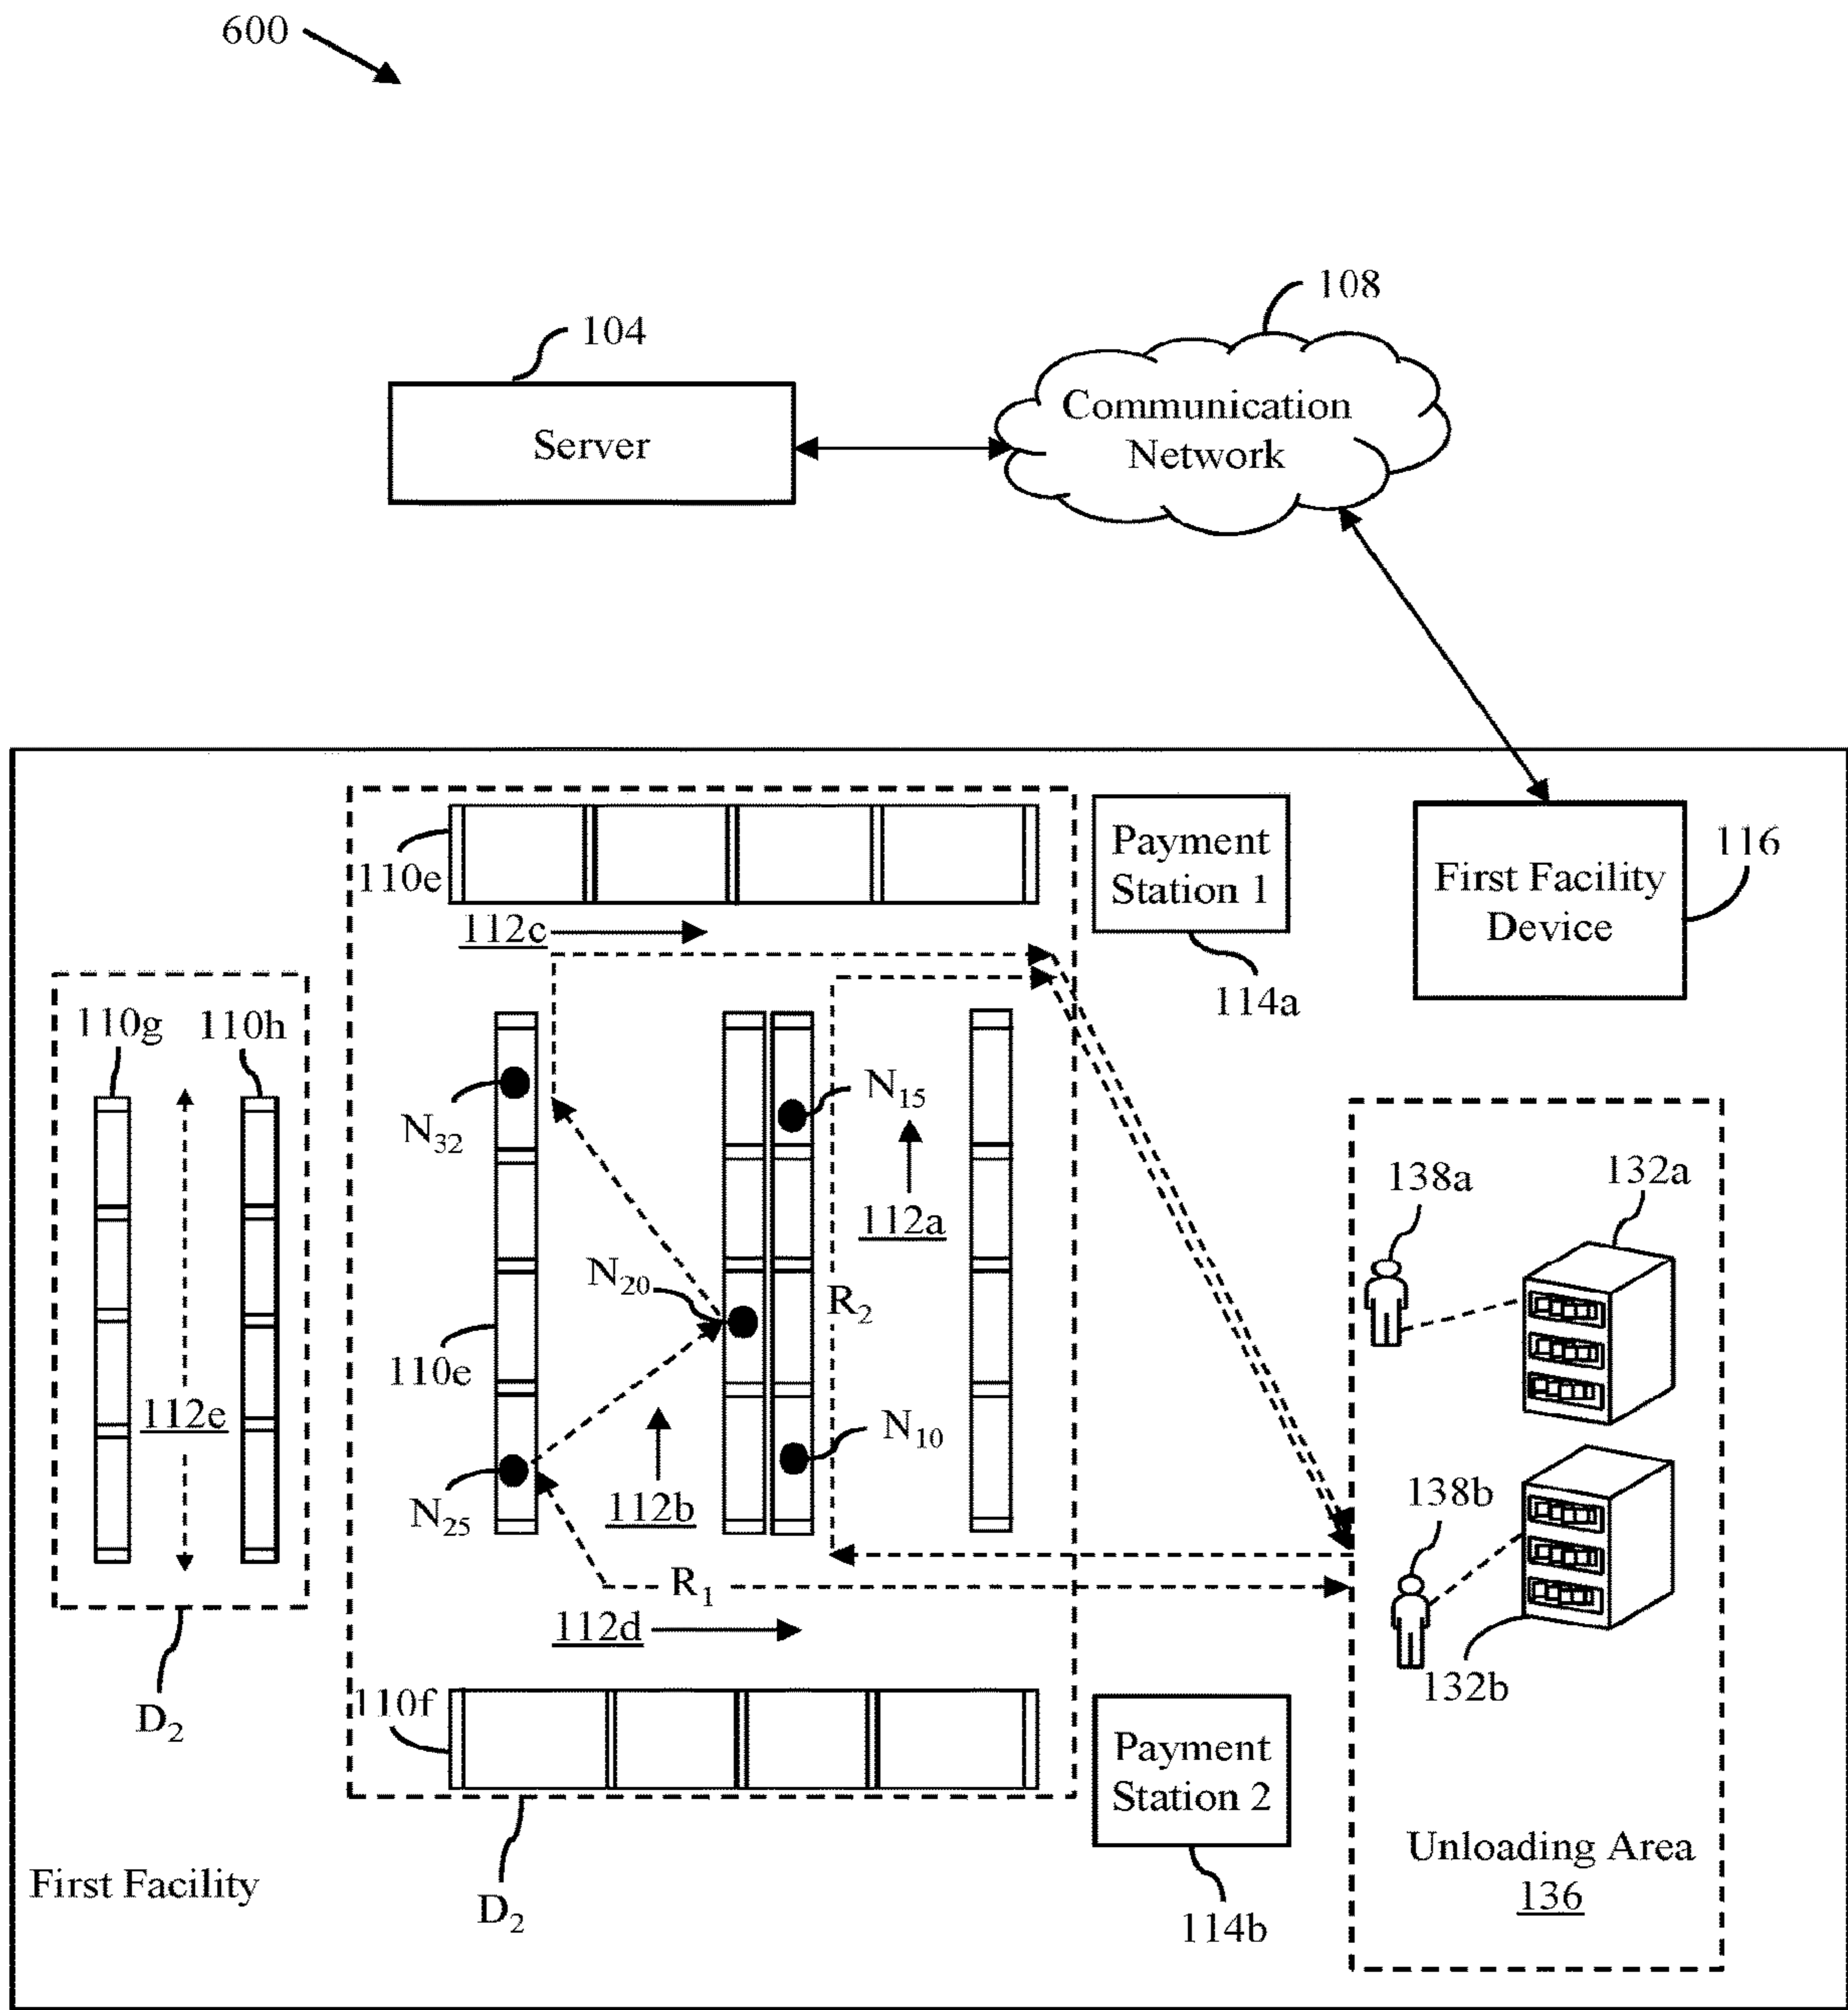 600
108
104
Communication
Network
Server
110e
Payment
Station 1
114a
First Facility
Device
116
112c
110g
110h
N32
N15
112a
138a
132a
N20
R2
110e
112e
N10
N25
112b
138b
R1
112d
132b
D2
110f
Payment
Station 2
114b
D2
Unloading Area
136
First Facility